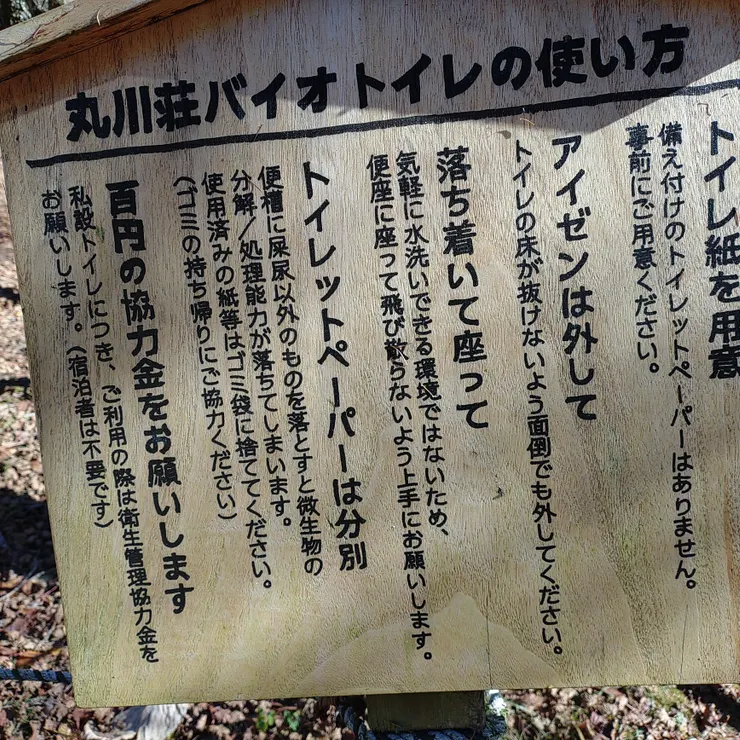 丸川荘バイオトイレの使い方
トイレ紙を用意
備え付けのトイレットペーパーはありません。
事前にご用意ください。
アイゼンは外して
トイレの床が抜けないよう面倒でも外してください。
落ち着いて座って
気軽に水洗いできる環境ではないため、
便座に座って飛び散らないよう上手にお願いします。
トイレットペーパーは分別
便槽に屎尿以外のものを落とすと微生物の
分解／処理能力が落ちてしまいます。
使用済みの紙等はゴミ袋に捨ててください。
（ゴミの持ち帰りにご協力ください）
百円の協力金をお願いします
私設トイレにつき、ご利用の際は衛生管理協力金を
お願いします。（宿泊者は不要です）